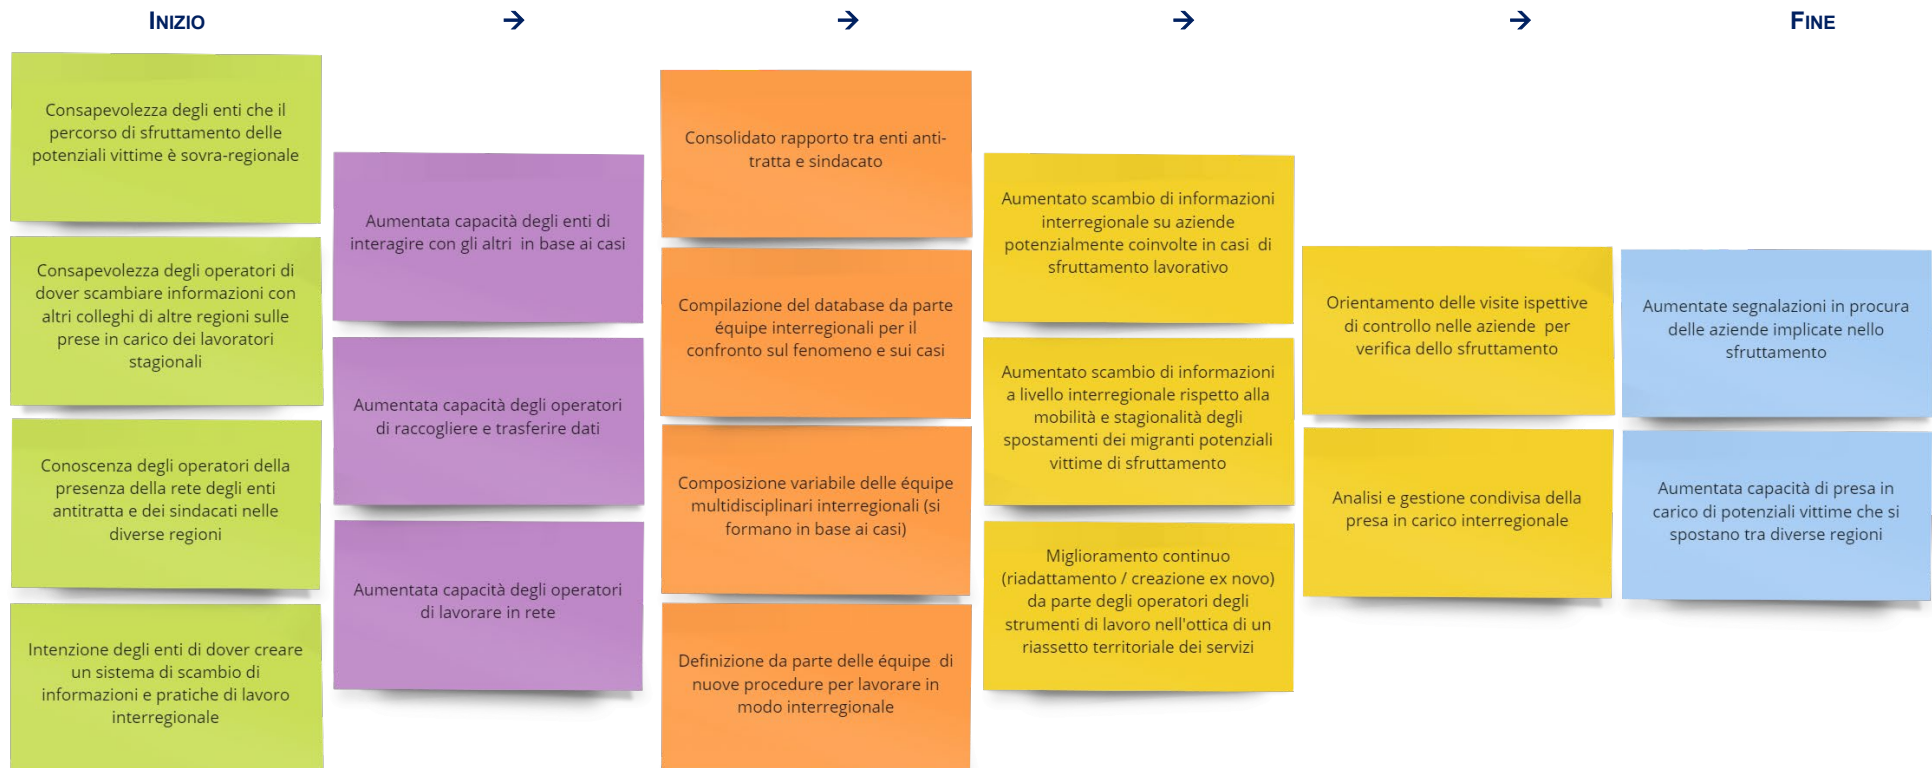 INIZIO → → → → FINE
Consapevolezza degli enti che il
percorso di sfruttamento delle
potenziali vittime è sovra-regionale
Consapevolezza degli operatori di
dover scambiare informazioni con
altri colleghi di altre regioni sulle
prese in carico dei lavoratori
stagionali
Conoscenza degli operatori della
presenza della rete degli enti
antitratta e dei sindacati nelle
diverse regioni
Intenzione degli enti di dover creare
un sistema di scambio di
informazioni e pratiche di lavoro
interregionale
Aumentata capacità degli enti di
interagire con gli altri in base ai casi
Aumentata capacità degli operatori
di raccogliere e trasferire dati
Aumentata capacità degli operatori
di lavorare in rete
Consolidato rapporto tra enti anti-
tratta e sindacato
Compilazione del database da parte
équipe interregionali per il
confronto sul fenomeno e sui casi
Composizione variabile delle équipe
multidisciplinari interregionali (si
formano in base ai casi)
Definizione da parte delle équipe di
nuove procedure per lavorare in
modo interregionale
Aumentato scambio di informazioni
interregionale su aziende
potenzialmente coinvolte in casi di
sfruttamento lavorativo
Aumentato scambio di informazioni
a livello interregionale rispetto alla
mobilità e stagionalità degli
spostamenti dei migranti potenziali
vittime di sfruttamento
Miglioramento continuo
(riadattamento / creazione ex novo)
da parte degli operatori degli
strumenti di lavoro nell'ottica di un
riassetto territoriale dei servizi
Orientamento delle visite ispettive
di controllo nelle aziende per
verifica dello sfruttamento
Analisi e gestione condivisa della
presa in carico interregionale
Aumentate segnalazioni in procura
delle aziende implicate nello
sfruttamento
Aumentata capacità di presa in
carico di potenziali vittime che si
spostano tra diverse regioni